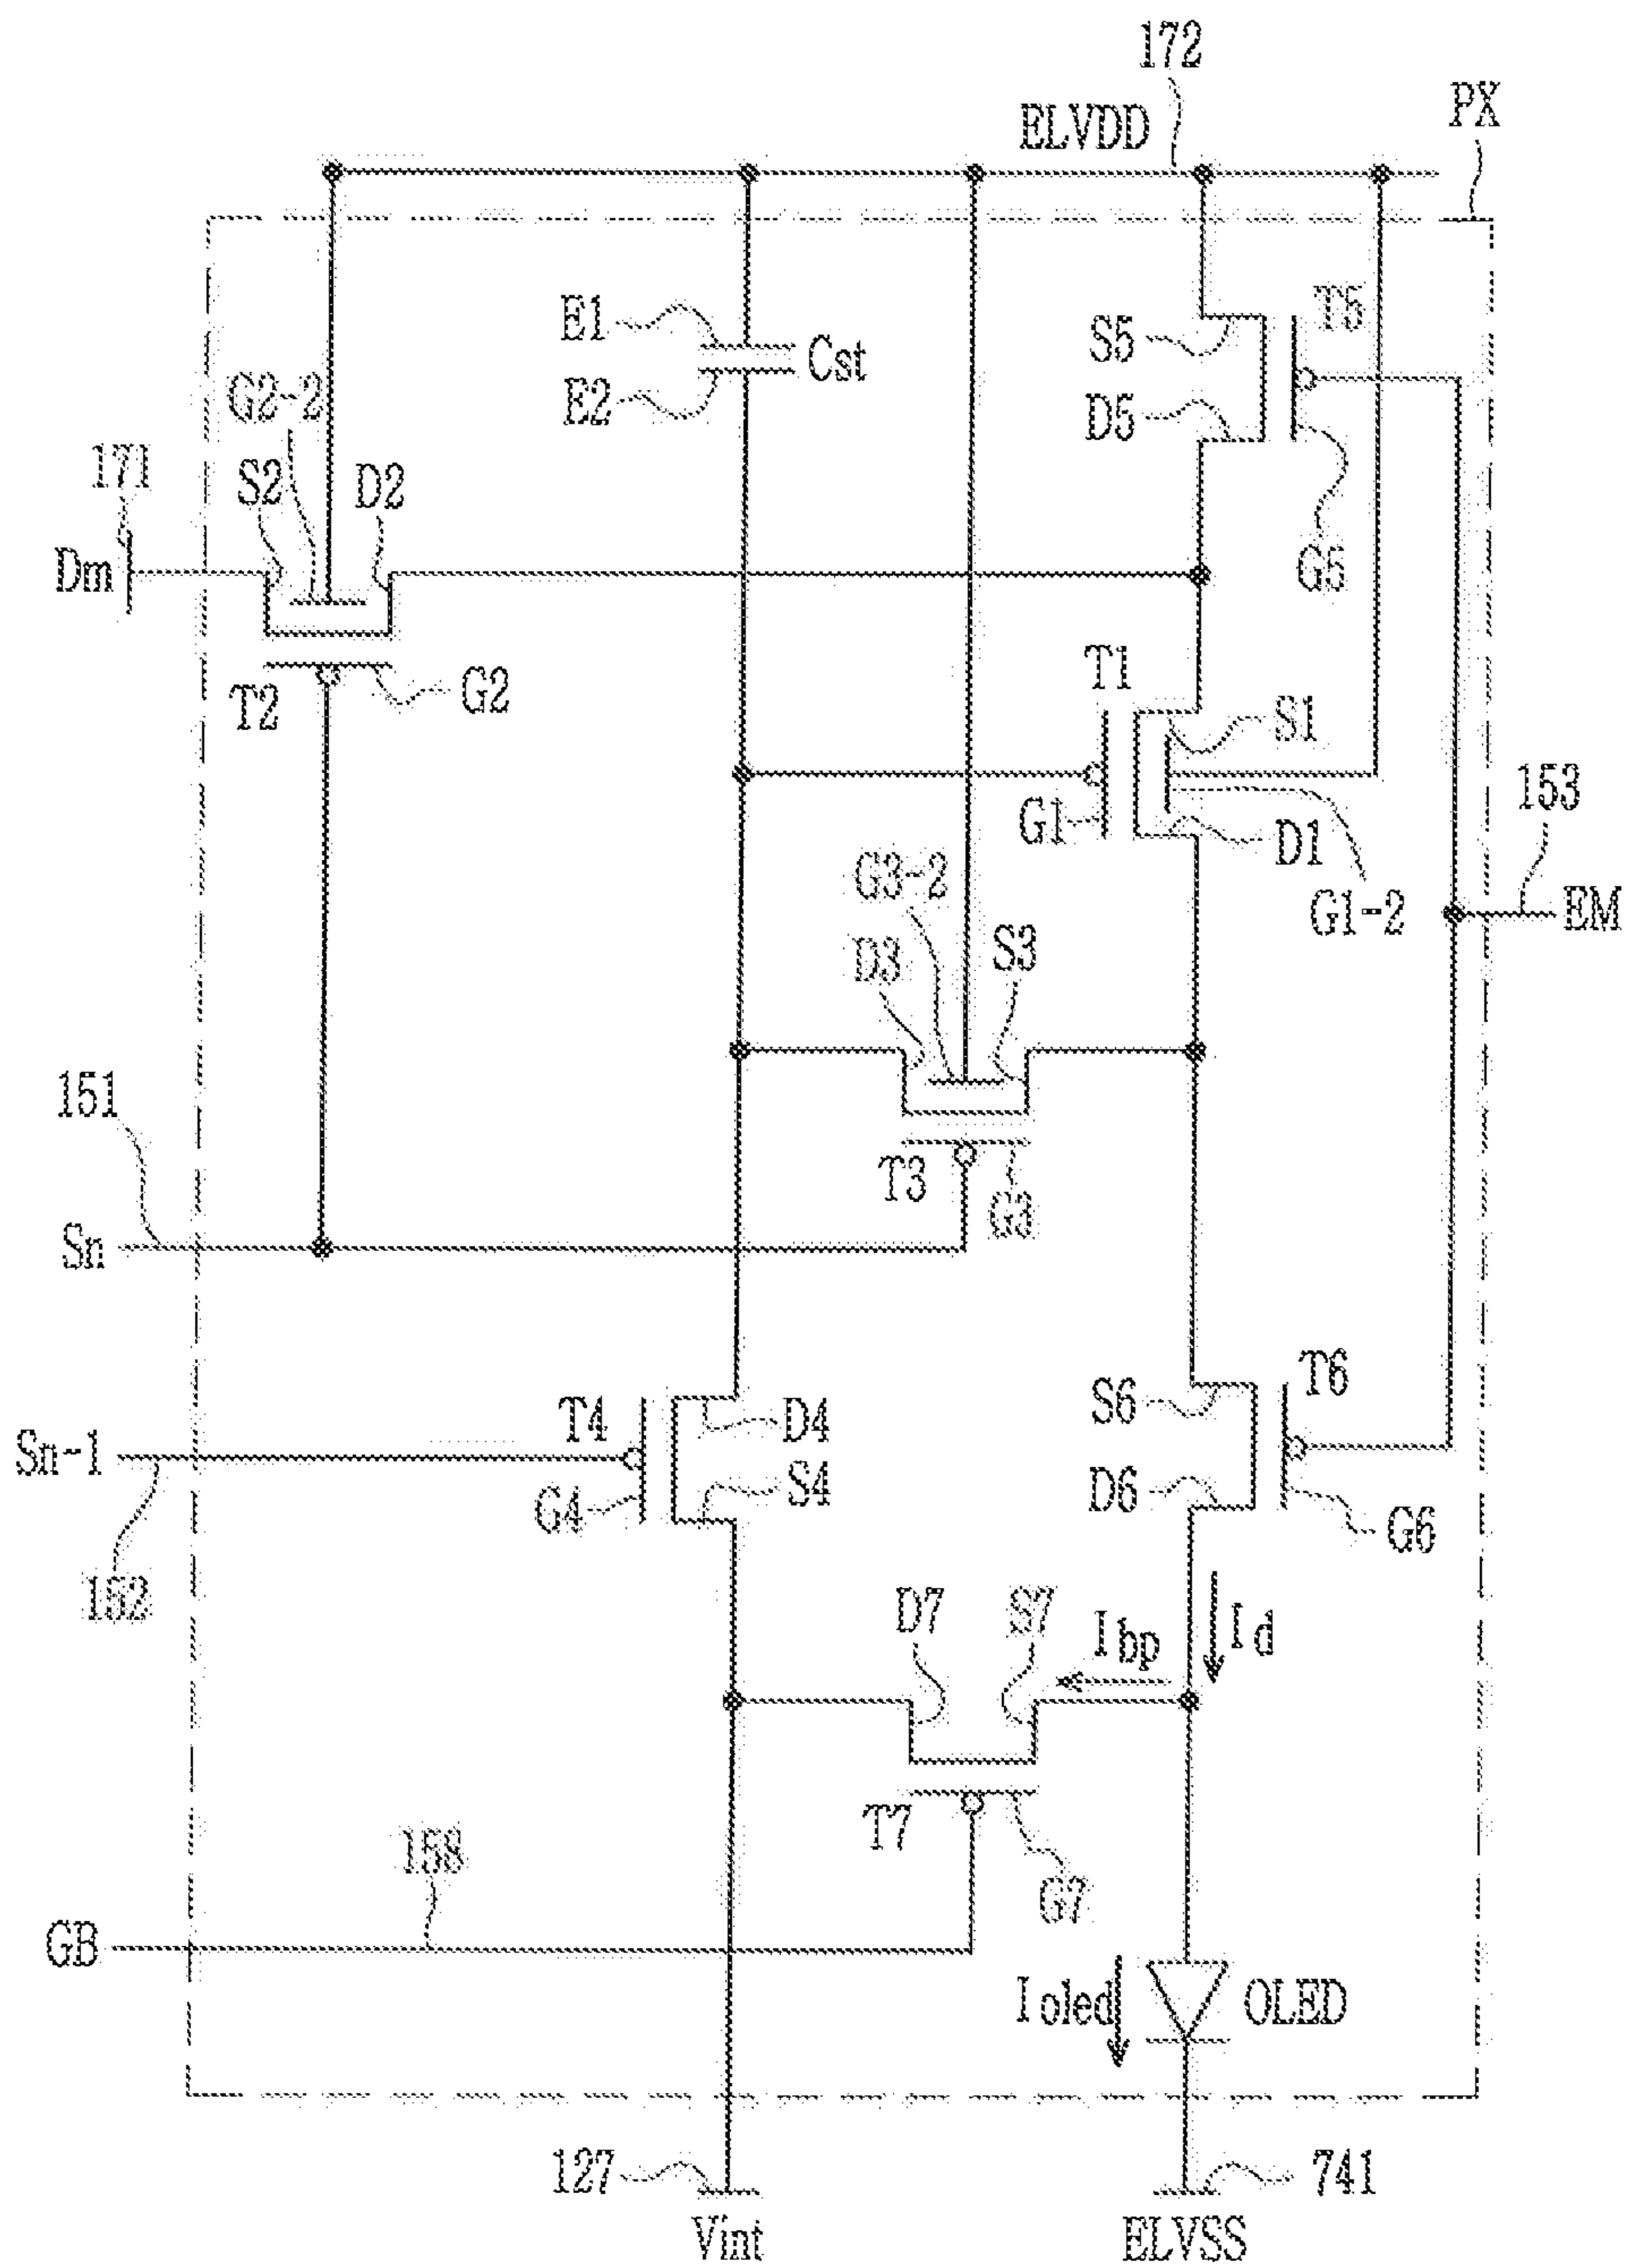 172
PX
ELVDD
E1
T5
S5
Cst
G2-2
E2
D5
171
S2
D2
G5
Dm
T1
G2
T2
S1
153
G1
D1
G3-2
G1-2
EM
S3
D3
151
T3
G3
Sn
T6
S6
T4
D4
Sn-1
S4
D6
G4
G6
152
D7
S7
Ibp
Id
T7
158
G7
GB
Ioled
OLED
127
741
Vint
ELVSS